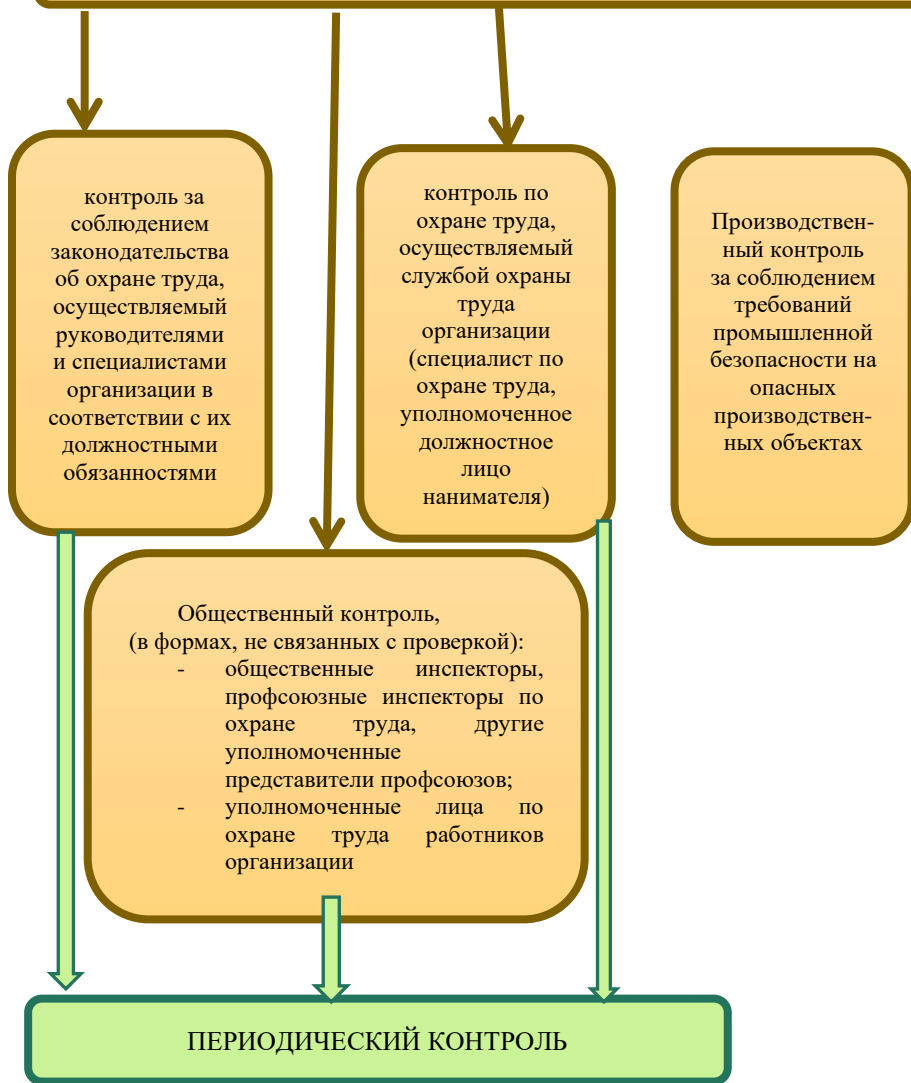 контроль за
соблюдением
законодательства
об охране труда,
осуществляемый
руководителями
и специалистами
организации в
соответствии с их
должностными
обязанностями
контроль по
охране труда,
осуществляемый
службой охраны
труда
организации
(специалист по
охране труда,
уполномоченное
должностное
лицо
нанимателя)
Производствен-
ный контроль
за соблюдением
требований
промышленной
безопасности на
опасных
производствен-
ных объектах
Общественный контроль,
(в формах, не связанных с проверкой):
- общественные инспекторы,
профсоюзные инспекторы по
охране труда, другие
уполномоченные
представители профсоюзов;
- уполномоченные лица по
охране труда работников
организации
ПЕРИОДИЧЕСКИЙ КОНТРОЛЬ